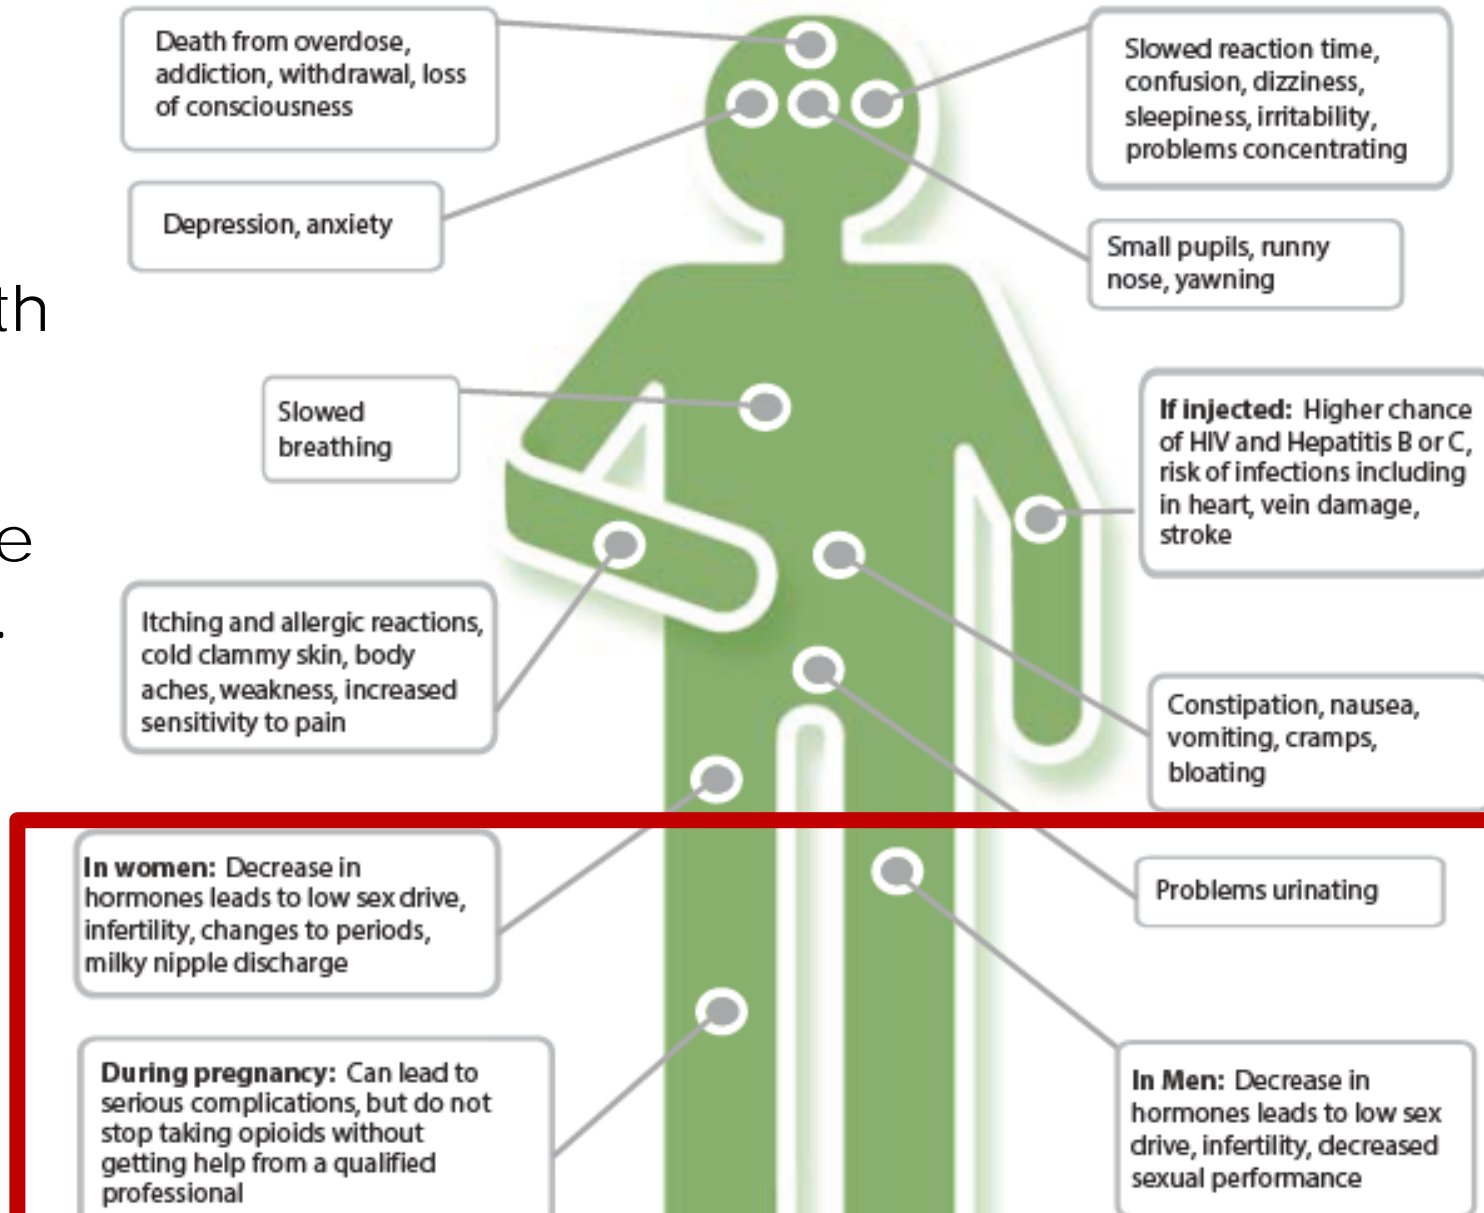 Death from overdose,
addiction, withdrawal, loss
of consciousness
Slowed reaction time,
confusion, dizziness,
sleepiness, irritability,
problems concentrating
Depression, anxiety
Small pupils, runny
nose, yawning
th
Slowed
breathing
If injected: Higher chance
of HIV and Hepatitis B or C,
risk of infections including
in heart, vein damage,
stroke
e
.
Itching and allergic reactions,
cold clammy skin, body
aches, weakness, increased
sensitivity to pain
Constipation, nausea,
vomiting, cramps,
bloating
In women: Decrease in
hormones leads to low sex drive,
infertility, changes to periods,
milky nipple discharge
Problems urinating
During pregnancy: Can lead to
serious complications, but do not
stop taking opioids without
getting help from a qualified
professional
In Men: Decrease in
hormones leads to low sex
drive, infertility, decreased
sexual performance